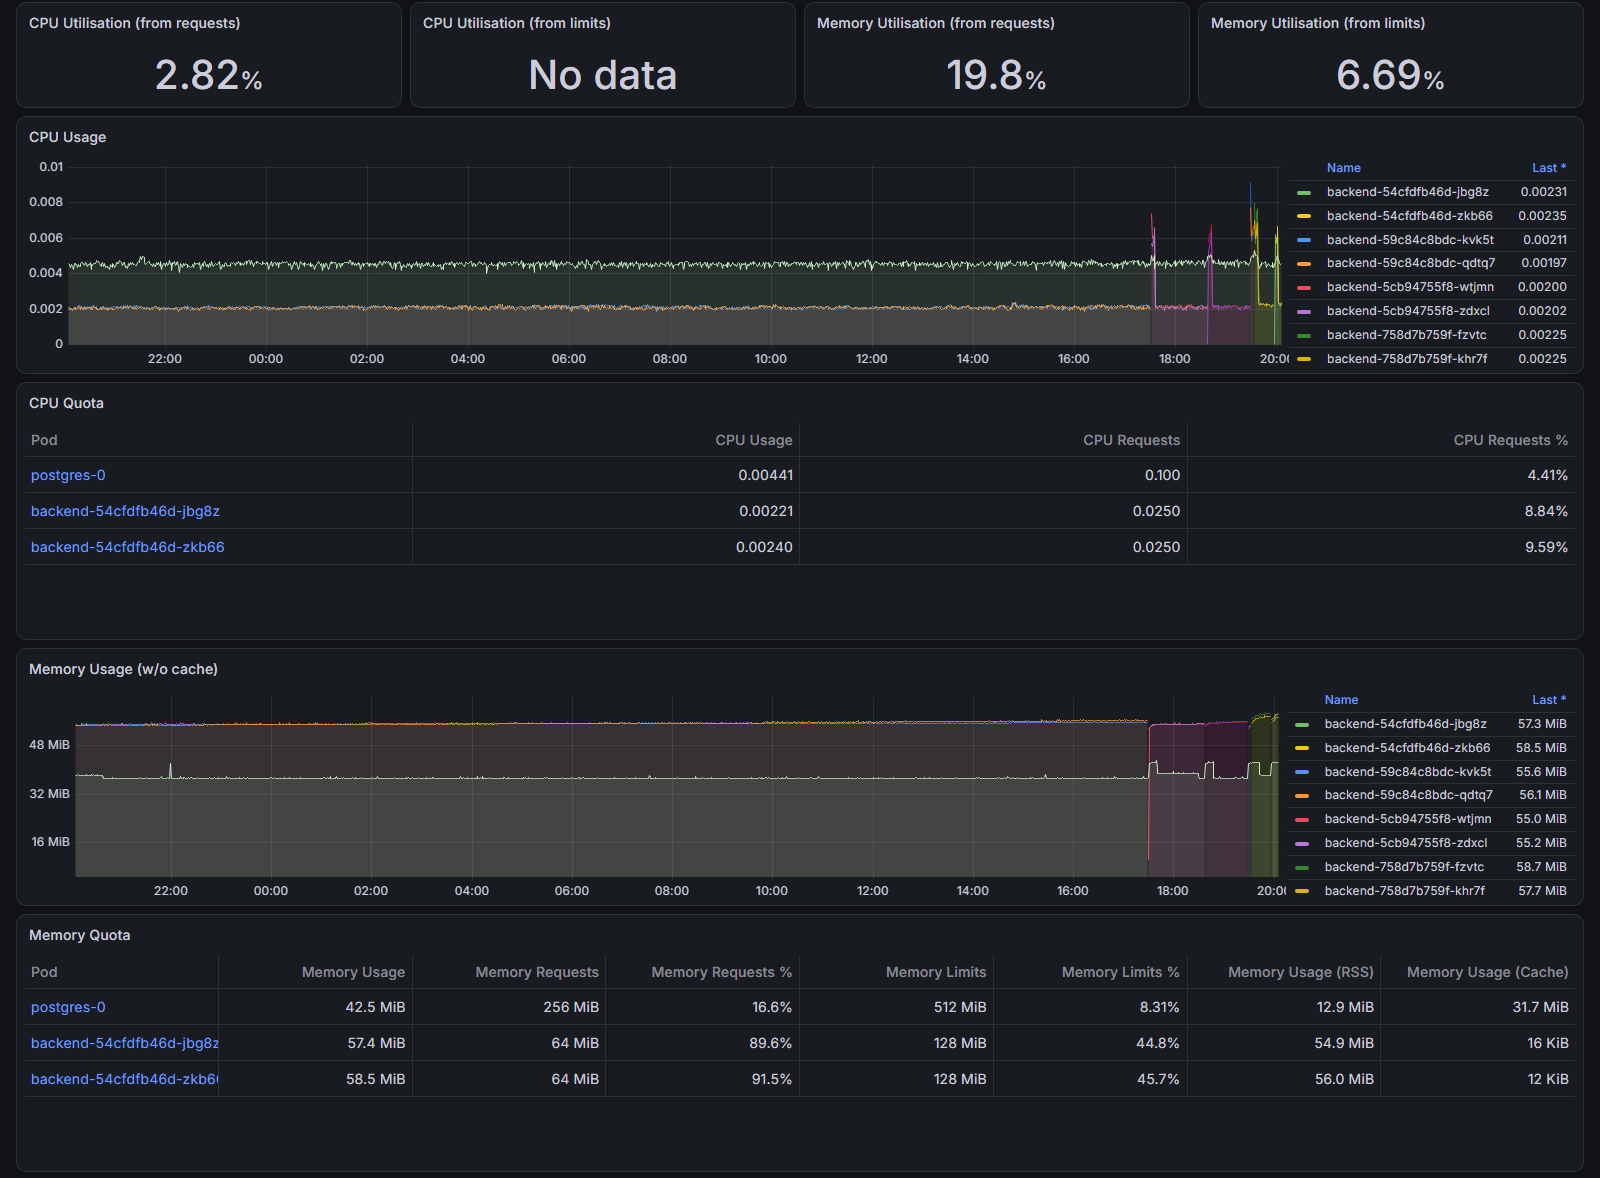 CPU Utilisation (from requests)
2.82%
CPU Utilisation (from limits)
No data
Memory Utilisation (from requests)
19.8%
Memory Utilisation (from limits)
6.69%
CPU Usage
0.01
0.008
0.006
0.004
0.002
0
22:00 00:00 02:00 04:00 06:00 08:00 10:00 12:00 14:00 16:00 18:00 20:00
Name Last *
backend-54cfdfb46d-jbg8z 0.00231
backend-54cfdfb46d-zkb66 0.00235
backend-59c84c8bdc-kvk5t 0.00211
backend-59c84c8bdc-qdtq7 0.00197
backend-5cb94755f8-wtjmn 0.00200
backend-5cb94755f8-zdxcl 0.00202
backend-758d7b759f-fzvtc 0.00225
backend-758d7b759f-khr7f 0.00225
CPU Quota
Pod CPU Usage CPU Requests CPU Requests %
postgres-0 0.00441 0.100 4.41%
backend-54cfdfb46d-jbg8z 0.00221 0.0250 8.84%
backend-54cfdfb46d-zkb66 0.00240 0.0250 9.59%
Memory Usage (w/o cache)
48 MiB
32 MiB
16 MiB
22:00 00:00 02:00 04:00 06:00 08:00 10:00 12:00 14:00 16:00 18:00 20:00
Name Last *
backend-54cfdfb46d-jbg8z 57.3 MiB
backend-54cfdfb46d-zkb66 58.5 MiB
backend-59c84c8bdc-kvk5t 55.6 MiB
backend-59c84c8bdc-qdtq7 56.1 MiB
backend-5cb94755f8-wtjmn 55.0 MiB
backend-5cb94755f8-zdxcl 55.2 MiB
backend-758d7b759f-fzvtc 58.7 MiB
backend-758d7b759f-khr7f 57.7 MiB
Memory Quota
Pod Memory Usage Memory Requests Memory Requests % Memory Limits Memory Limits % Memory Usage (RSS) Memory Usage (Cache)
postgres-0 42.5 MiB 256 MiB 16.6% 512 MiB 8.31% 12.9 MiB 31.7 MiB
backend-54cfdfb46d-jbg8z 57.4 MiB 64 MiB 89.6% 128 MiB 44.8% 54.9 MiB 16 KiB
backend-54cfdfb46d-zkb6 58.5 MiB 64 MiB 91.5% 128 MiB 45.7% 56.0 MiB 12 KiB